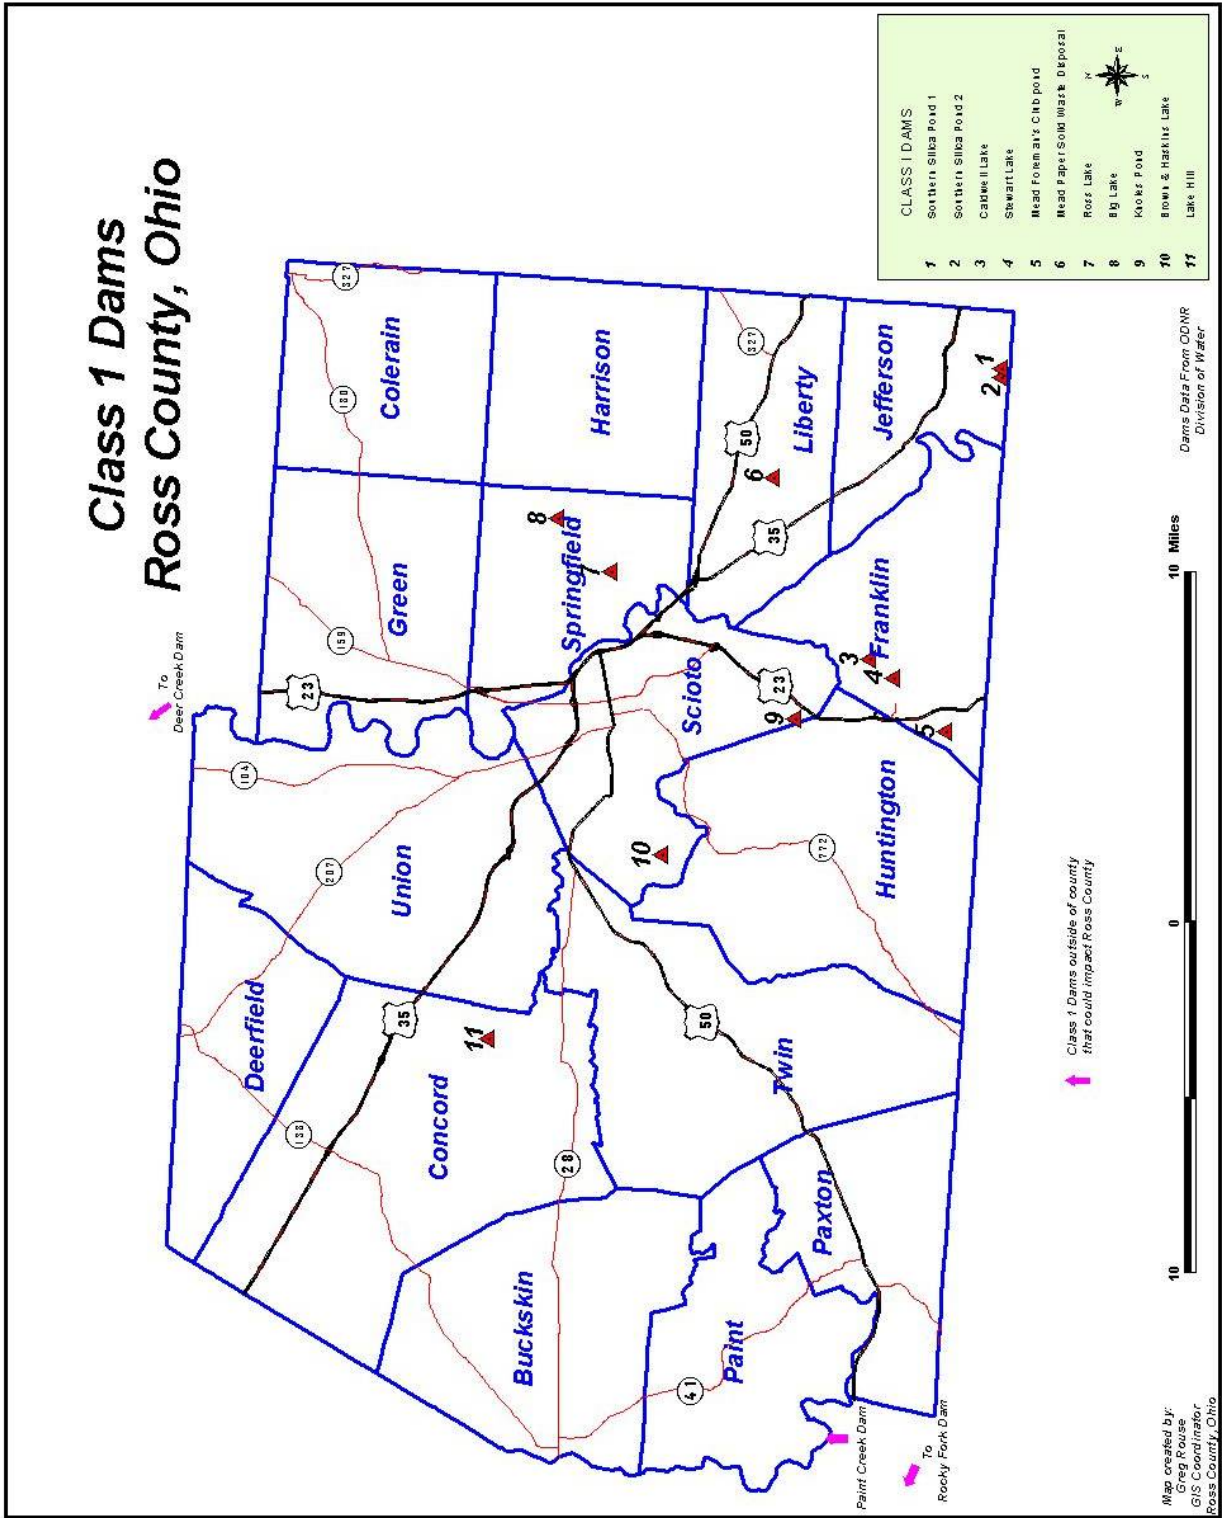 Class 1 Dams
Ross County, Ohio
To
Deer Creek Dam
Colerain
Harrison
Liberty
Jefferson
Green
Springfield
Franklin
Scioto
Huntington
Union
Deerfield
Concord
Twin
Buckskin
Paint
Paxton
327
180
159
23
104
207
138
35
50
327
50
35
23
772
28
50
41
1
2
3
4
5
6
7
8
9
10
11
Paint Creek Dam
To
Rocky Fork Dam
CLASS I DAMS
1 Southern Silica Pond 1
2 Southern Silica Pond 2
3 Caldwell Lake
4 Stewart Lake
5 Mead Foreman's Club pond
6 Mead Paper Solid Waste Disposal
7 Ross Lake
8 Big Lake
9 Knoles Pond
10 Brown & Haskins Lake
11 Lake Hill
N
E
S
W
Class 1 Dams outside of county
that could impact Ross County
10 0 10 Miles
Dams Data From ODNR
Division of Water
Map created by:
Greg Rouse
GIS Coordinator
Ross County, Ohio